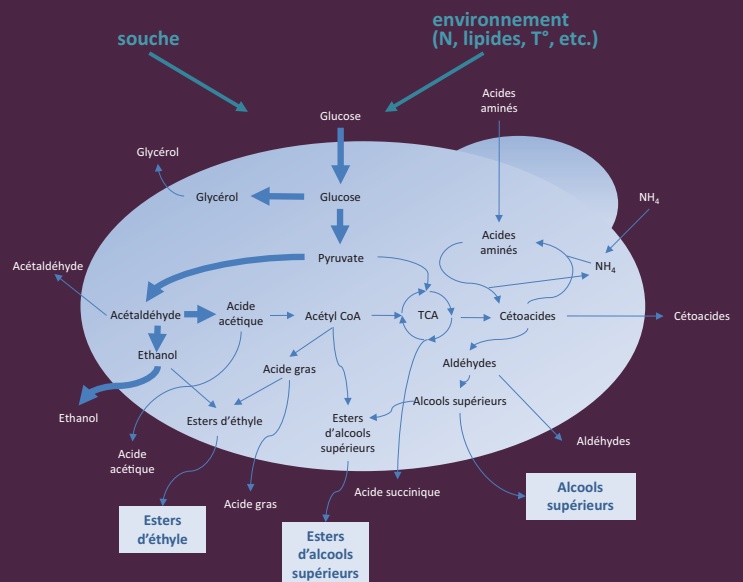 souche
environnement
(N, lipides, T°, etc.)
Acides
aminés
Glucose
Glycérol
Glycérol
Glucose
NH₄
Acides
aminés
Pyruvate
NH₄
Acétaldéhyde
Acétaldéhyde
Acide
acétique
Acétyl CoA
TCA
Cétoacides
Cétoacides
Ethanol
Acide gras
Aldéhydes
Alcools supérieurs
Ethanol
Esters d'éthyle
Esters
d'alcools
supérieurs
Aldéhydes
Acide
acétique
Acide gras
Acide succinique
Alcools
supérieurs
Esters
d'éthyle
Esters
d'alcools
supérieurs